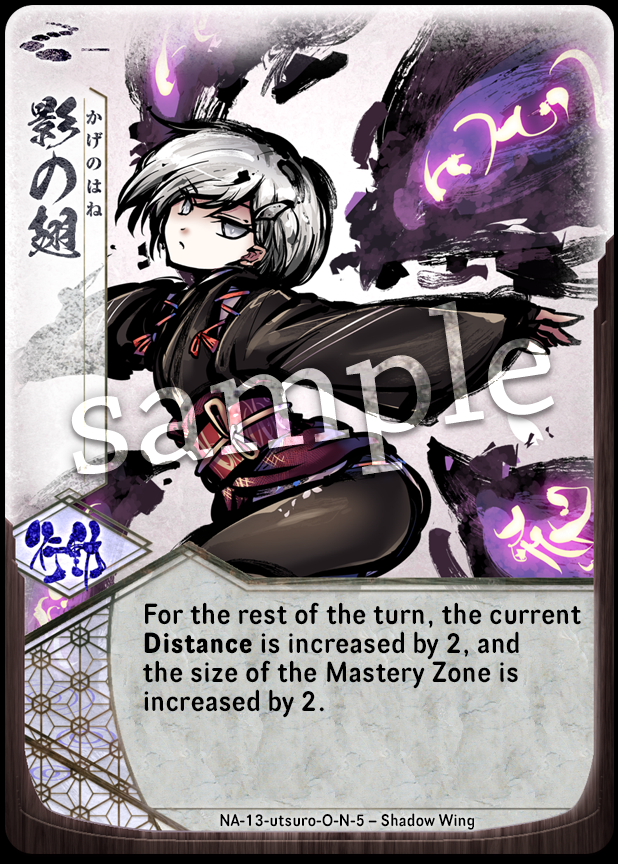 影の翅
かげのはね
sample
行動
For the rest of the turn, the current
Distance is increased by 2, and
the size of the Mastery Zone is
increased by 2.
NA-13-utsuro-O-N-5 – Shadow Wing